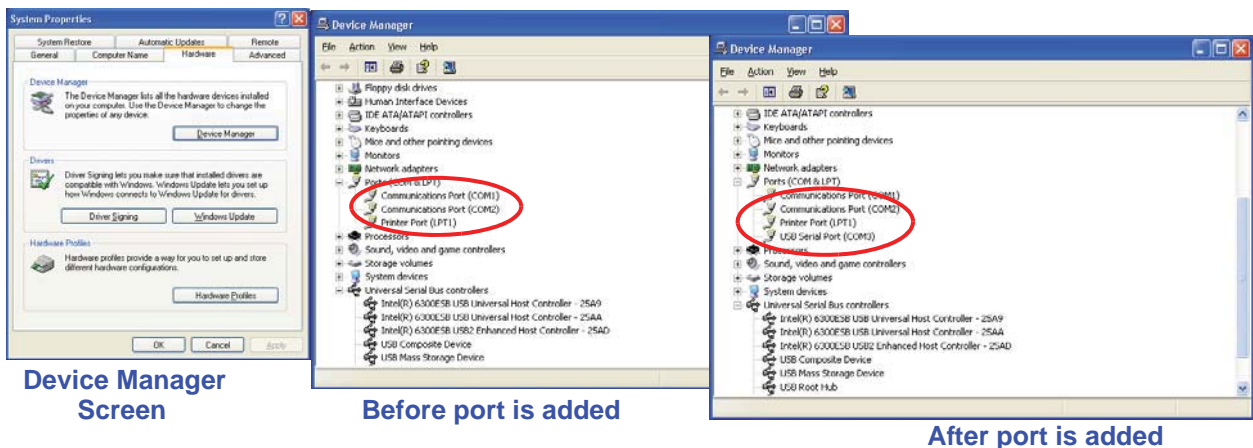 System Properties
System Restore Automatic Updates Remote
General Computer Name Hardware Advanced
Device Manager
The Device Manager lists all the hardware devices installed
on your computer. Use the Device Manager to change the
properties of any device.
Device Manager
Drivers
Driver Signing lets you make sure that installed drivers are
compatible with Windows. Windows Update lets you set up
how Windows connects to Windows Update for drivers.
Driver Signing Windows Update
Hardware Profiles
Hardware profiles provide a way for you to set up and store
different hardware configurations.
Hardware Profiles
OK Cancel Apply
Device Manager
Screen
Device Manager
File Action View Help
Floppy disk drives
Human Interface Devices
IDE ATA/ATAPI controllers
Keyboards
Mice and other pointing devices
Monitors
Network adapters
Ports (COM & LPT)
Communications Port (COM1)
Communications Port (COM2)
Printer Port (LPT1)
Processors
Sound, video and game controllers
Storage volumes
System devices
Universal Serial Bus controllers
Intel(R) 6300ESB USB Universal Host Controller - 25A9
Intel(R) 6300ESB USB Universal Host Controller - 25AA
Intel(R) 6300ESB USB2 Enhanced Host Controller - 25AD
USB Composite Device
USB Mass Storage Device
Before port is added
Device Manager
File Action View Help
IDE ATA/ATAPI controllers
Keyboards
Mice and other pointing devices
Monitors
Network adapters
Ports (COM & LPT)
Communications Port (COM1)
Communications Port (COM2)
Printer Port (LPT1)
USB Serial Port (COM3)
Processors
Sound, video and game controllers
Storage volumes
System devices
Universal Serial Bus controllers
Intel(R) 6300ESB USB Universal Host Controller - 25A9
Intel(R) 6300ESB USB Universal Host Controller - 25AA
Intel(R) 6300ESB USB2 Enhanced Host Controller - 25AD
USB Composite Device
USB Mass Storage Device
USB Root Hub
After port is added